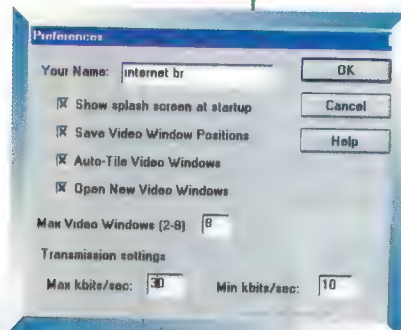 Preferences
Your Name: internet br
OK
Show splash screen at startup
Cancel
Save Video Window Positions
Help
Auto-Tile Video Windows
Open New Video Windows
Max Video Windows (2-8) 8
Transmission settings
Max kbits/sec: 30 Min kbits/sec: 10